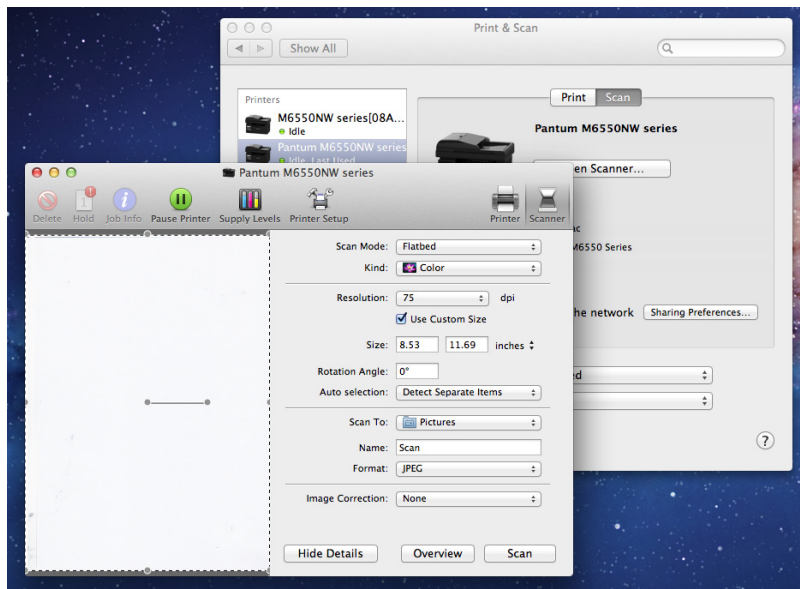 Print & Scan
Show All
Printers
M6550NW series[08A...
Idle
Pantum M6550NW series
Idle, Last Used
Print Scan
Pantum M6550NW series
en Scanner...
ac
M6550 Series
he network Sharing Preferences...
ed
?
Pantum M6550NW series
Delete Hold Job Info Pause Printer Supply Levels Printer Setup Printer Scanner
Scan Mode: Flatbed
Kind: Color
Resolution: 75 dpi
Use Custom Size
Size: 8.53 11.69 inches
Rotation Angle: 0°
Auto selection: Detect Separate Items
Scan To: Pictures
Name: Scan
Format: JPEG
Image Correction: None
Hide Details Overview Scan